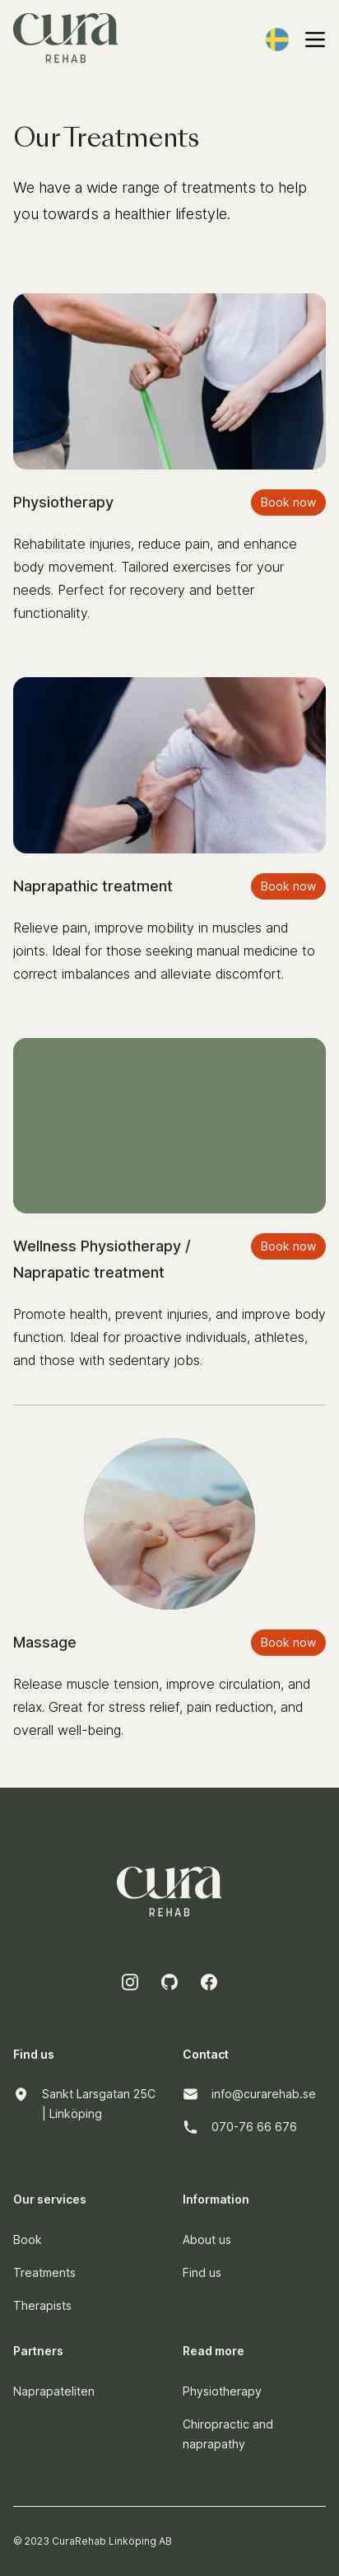 cura
REHAB
Our Treatments
We have a wide range of treatments to help
you towards a healthier lifestyle.
Physiotherapy
Book now
Rehabilitate injuries, reduce pain, and enhance
body movement. Tailored exercises for your
needs. Perfect for recovery and better
functionality.
Naprapathic treatment
Book now
Relieve pain, improve mobility in muscles and
joints. Ideal for those seeking manual medicine to
correct imbalances and alleviate discomfort.
Wellness Physiotherapy /
Naprapatic treatment
Book now
Promote health, prevent injuries, and improve body
function. Ideal for proactive individuals, athletes,
and those with sedentary jobs.
Massage
Book now
Release muscle tension, improve circulation, and
relax. Great for stress relief, pain reduction, and
overall well-being.
cura
REHAB
Find us
Sankt Larsgatan 25C
| Linköping
Contact
info@curarehab.se
070-76 66 676
Our services
Book
Treatments
Therapists
Information
About us
Find us
Partners
Naprapateliten
Read more
Physiotherapy
Chiropractic and
naprapathy
© 2023 CuraRehab Linköping AB